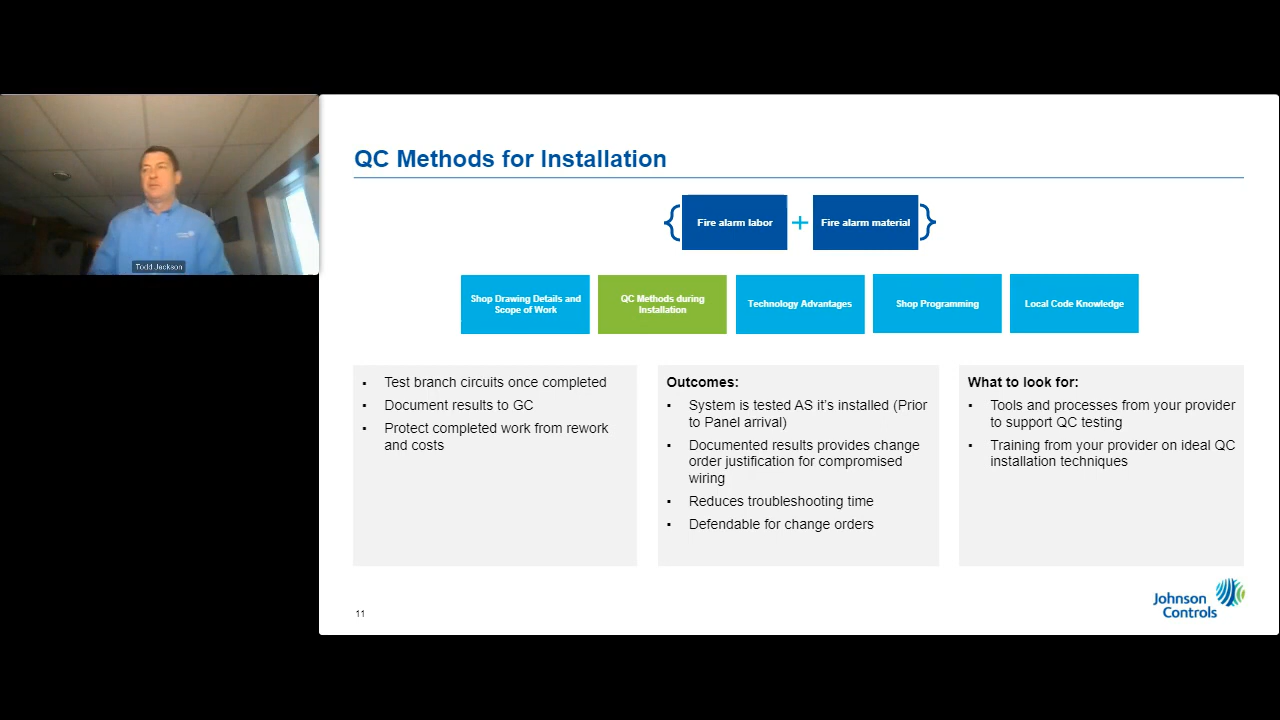 Todd Jackson
QC Methods for Installation
Fire alarm labor
+
Fire alarm material
Shop Drawing Details and
Scope of Work
QC Methods during
Installation
Technology Advantages
Shop Programming
Local Code Knowledge
▪ Test branch circuits once completed
▪ Document results to GC
▪ Protect completed work from rework
and costs
Outcomes:
▪ System is tested AS it's installed (Prior
to Panel arrival)
▪ Documented results provides change
order justification for compromised
wiring
▪ Reduces troubleshooting time
▪ Defendable for change orders
What to look for:
▪ Tools and processes from your provider
to support QC testing
▪ Training from your provider on ideal QC
installation techniques
11
Johnson
Controls